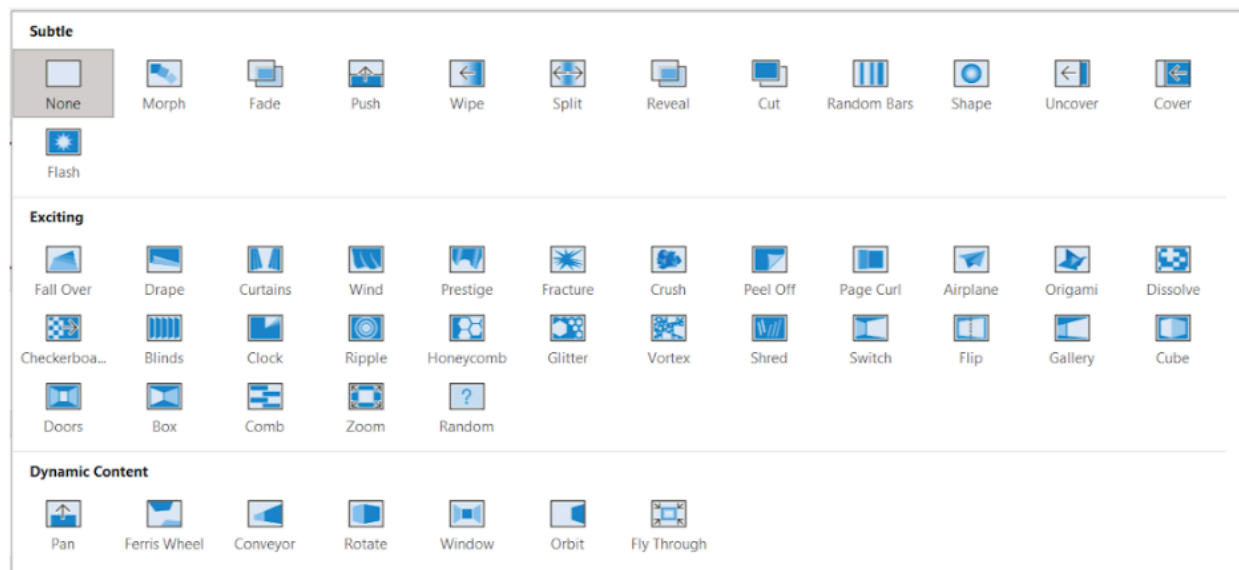 Subtle
None Morph Fade Push Wipe Split Reveal Cut Random Bars Shape Uncover Cover
Flash
Exciting
Fall Over Drape Curtains Wind Prestige Fracture Crush Peel Off Page Curl Airplane Origami Dissolve
Checkerboa... Blinds Clock Ripple Honeycomb Glitter Vortex Shred Switch Flip Gallery Cube
?
Doors Box Comb Zoom Random
Dynamic Content
Pan Ferris Wheel Conveyor Rotate Window Orbit Fly Through